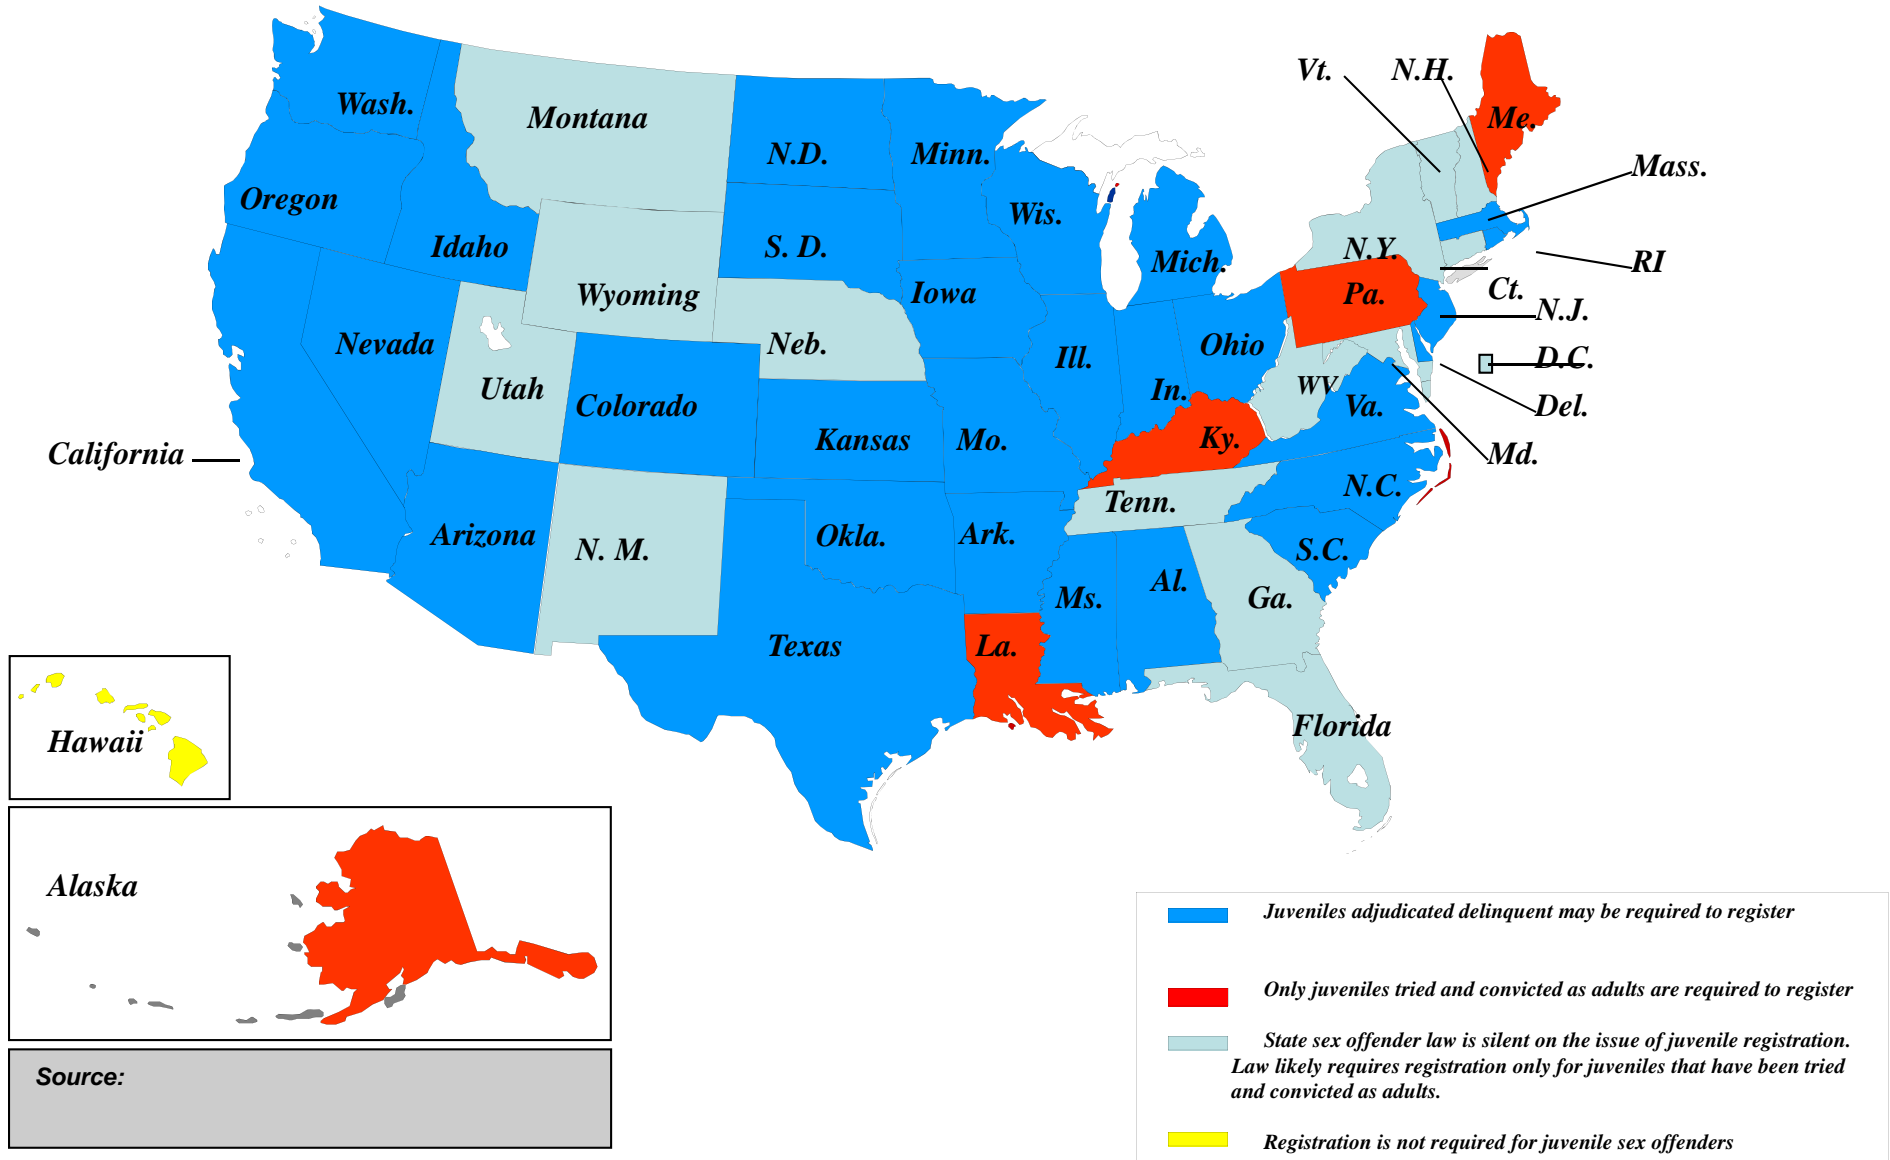 Vt.
N.H.
Me.
Wash.
Montana
N.D.
Minn.
Mass.
Oregon
Idaho
S. D.
Wis.
Mich.
N.Y.
RI
Wyoming
Iowa
Pa.
Ct.
N.J.
Nevada
Neb.
Ill.
Ohio
D.C.
Utah
Colorado
In.
WV
Va.
Del.
California
Kansas
Mo.
Ky.
Md.
Arizona
N. M.
Okla.
Ark.
Tenn.
N.C.
S.C.
Ms.
Al.
Ga.
Texas
La.
Florida
Hawaii
Alaska
Source:
Juveniles adjudicated delinquent may be required to register
Only juveniles tried and convicted as adults are required to register
State sex offender law is silent on the issue of juvenile registration.
Law likely requires registration only for juveniles that have been tried
and convicted as adults.
Registration is not required for juvenile sex offenders